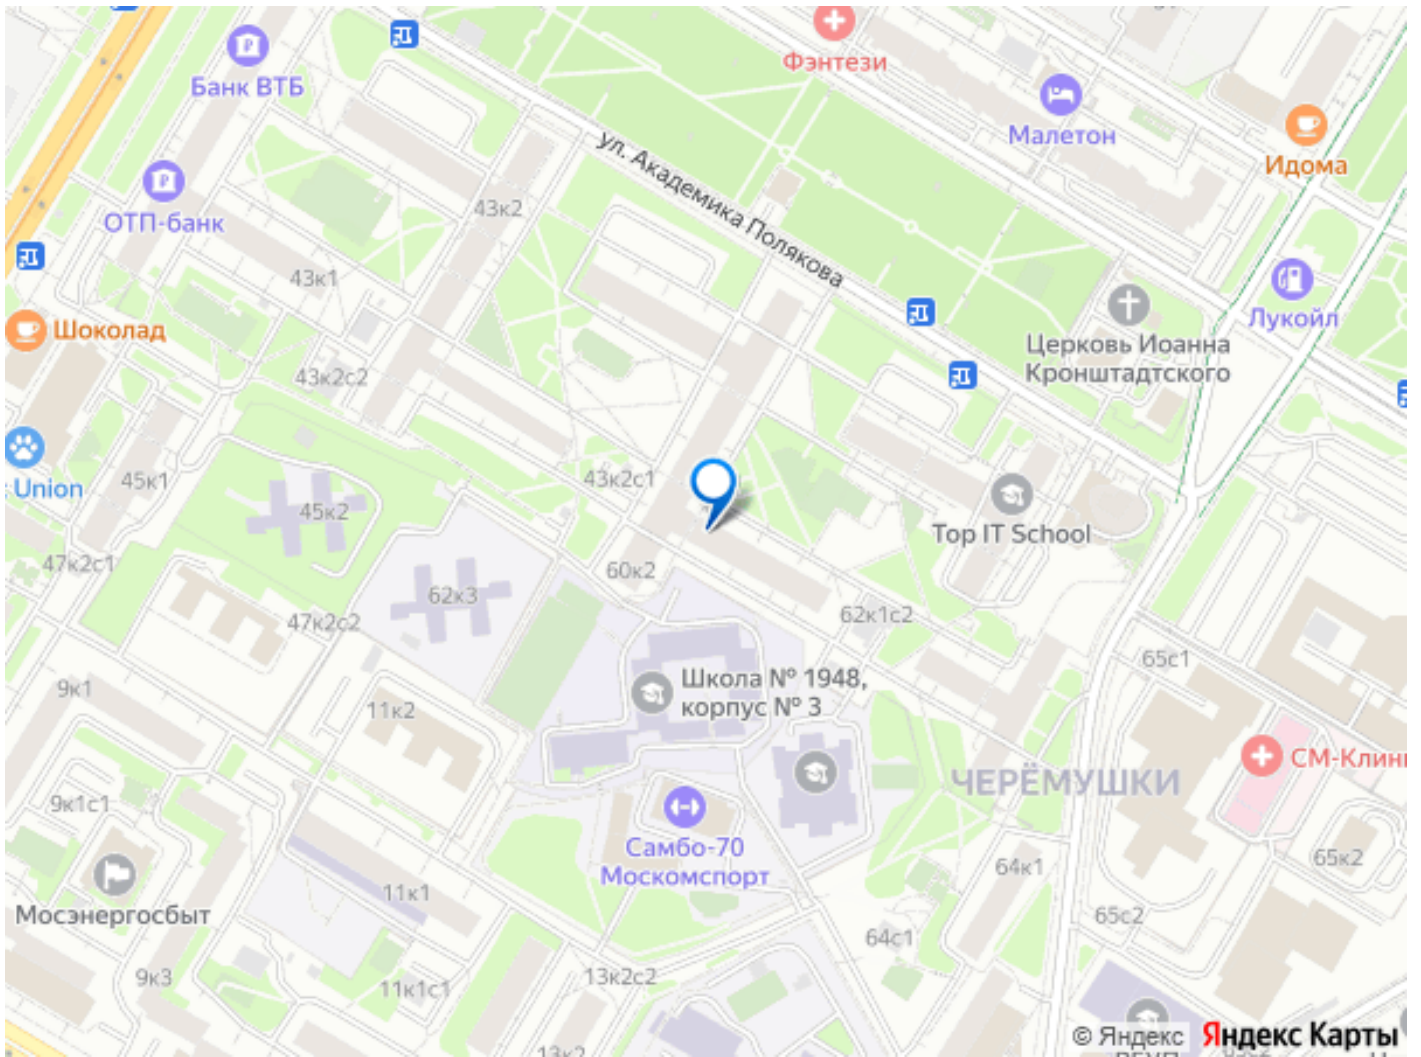 Фэнтези
Банк ВТБ
Малетон
Идома
ул. Академика Полякова
ОТП-банк
43к2
43к1
Лукойл
Шоколад
Церковь Иоанна
Кронштадтского
43к2с2
45к1
Union
43к2с1
45к2
Top IT School
47к2с1
60к2
62к3
62к1с2
47к2с2
65с1
Школа № 1948,
корпус № 3
9к1
11к2
СМ-Клин
ЧЕРЁМУШКИ
9к1с1
Самбо-70
Москомспорт
65к2
64к1
11к1
Мосэнергосбыт
65с2
64с1
9к3
13к2с2
11к1с1
13к2
© Яндекс Яндекс Карты